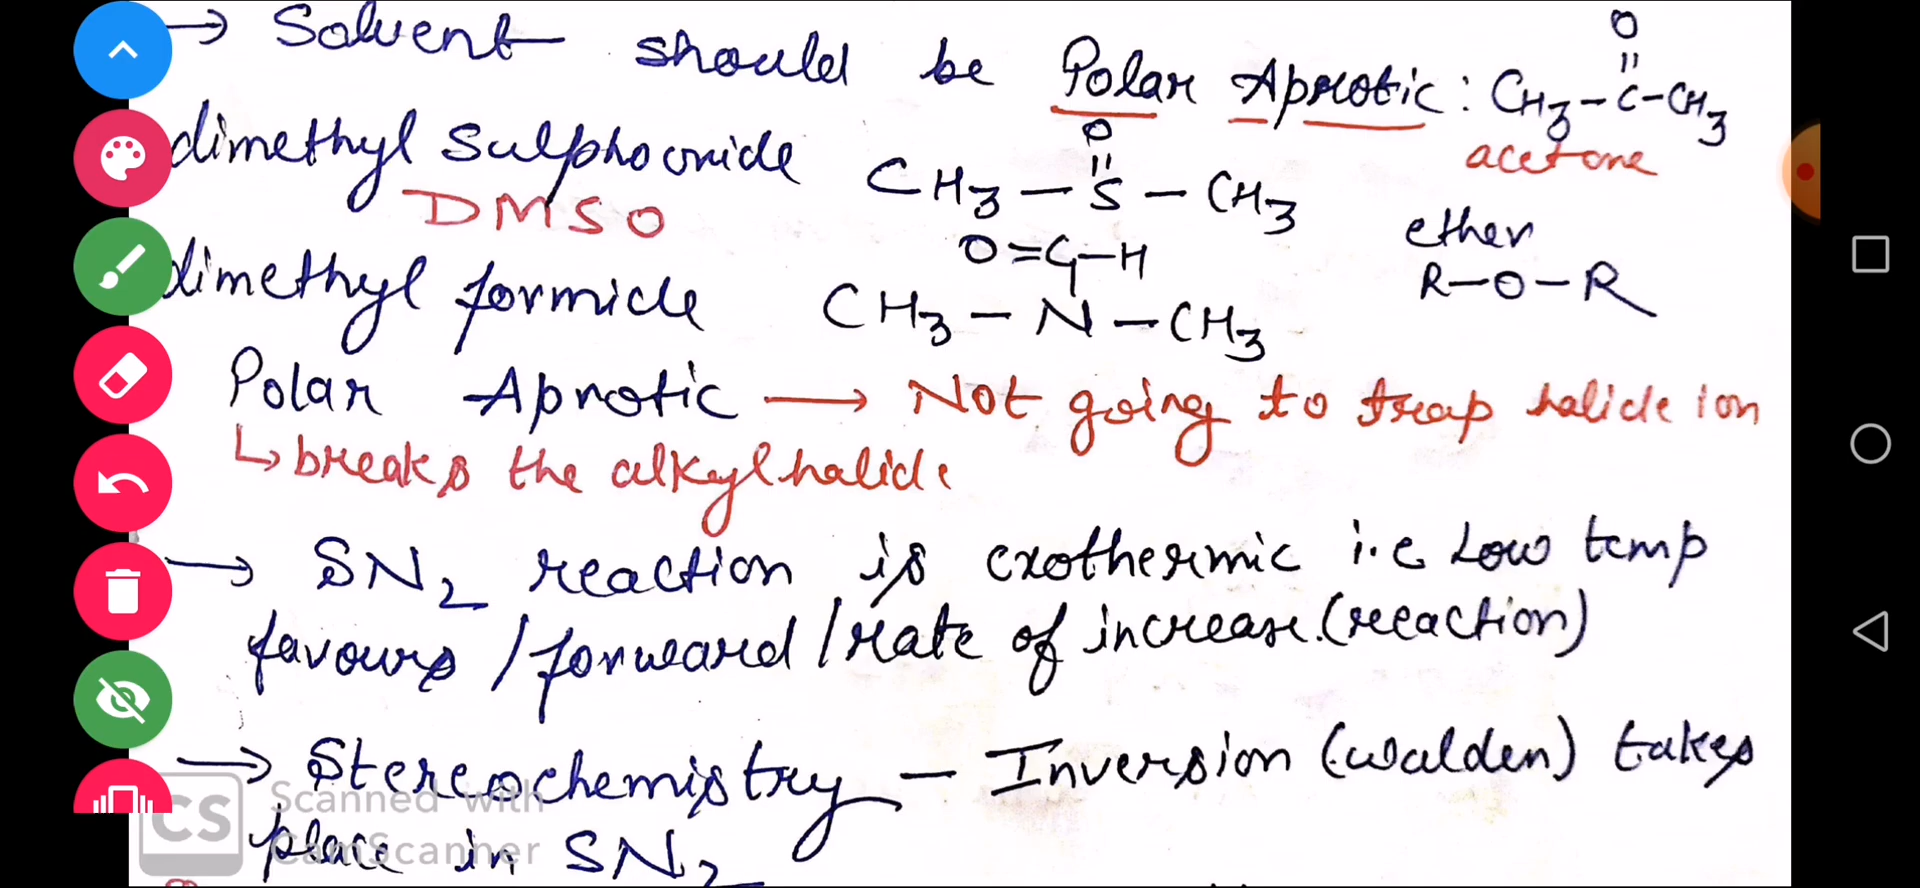 → Solvent should be Polar Aprotic : CH3-C-CH3
O
||
acetone
dimethyl Sulphoxide
DMSO
O
||
CH3 - S - CH3
ether
R-O-R
O=C-H
dimethyl formide CH3 - N - CH3
Polar Aprotic → Not going to trap halide ion
↳ breaks the alkyl halide
→ SN2 reaction is exothermic i.e Low temp
favours / forward / rate of increase. (reaction)
→ Stereochemistry - Inversion (walden) takes
place in SN2
CS Scanned with
CamScanner